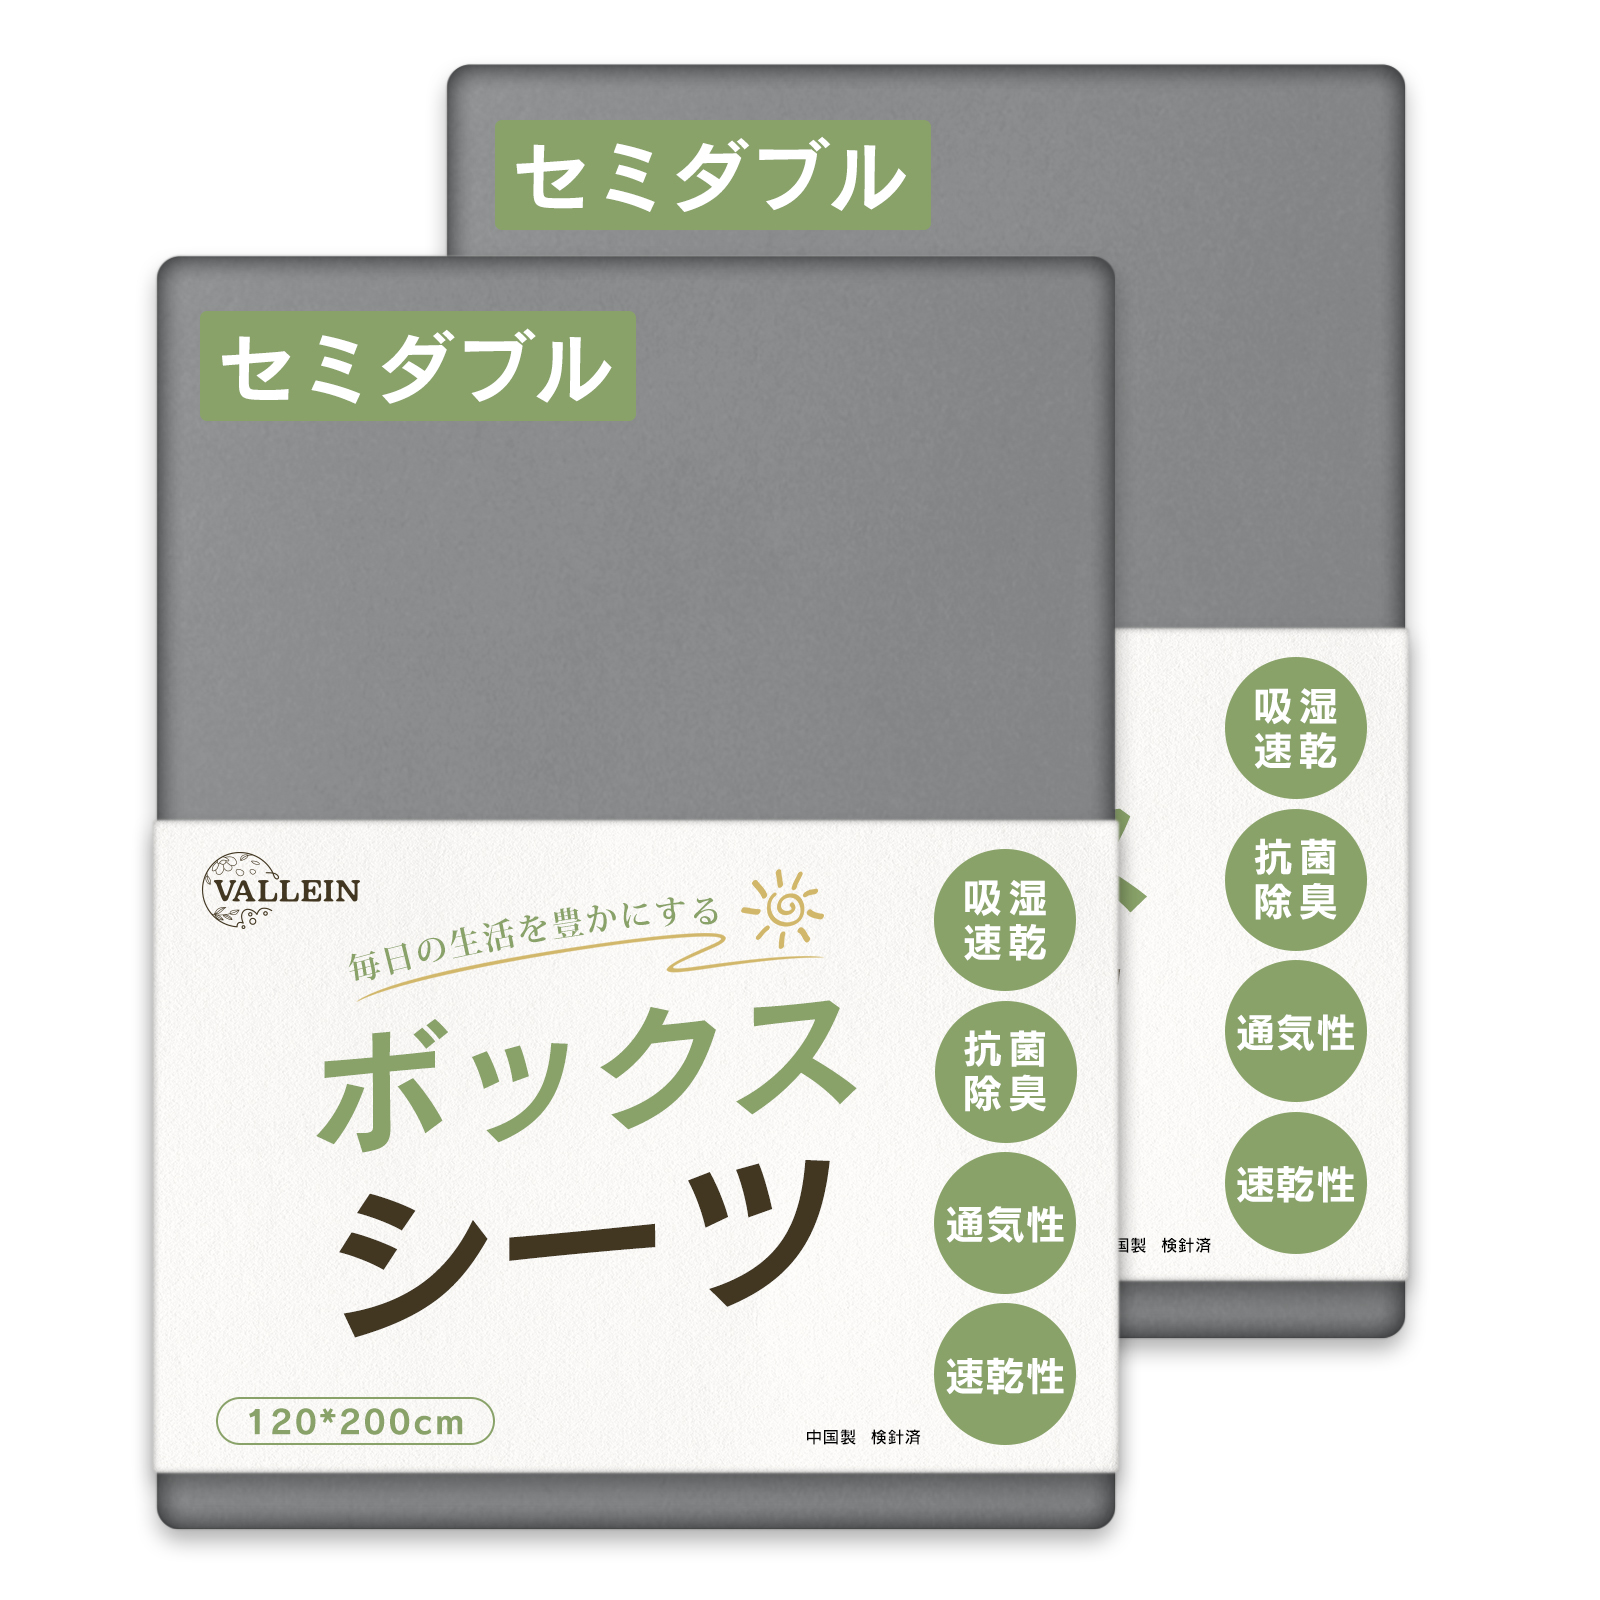 セミダブル
セミダブル
VALLEIN
毎日の生活を豊かにする
ボックス
シーツ
120*200cm
中国製 検針済
吸湿
速乾
抗菌
除臭
通気性
速乾性
吸湿
速乾
抗菌
除臭
通気性
速乾性
国製 検針済